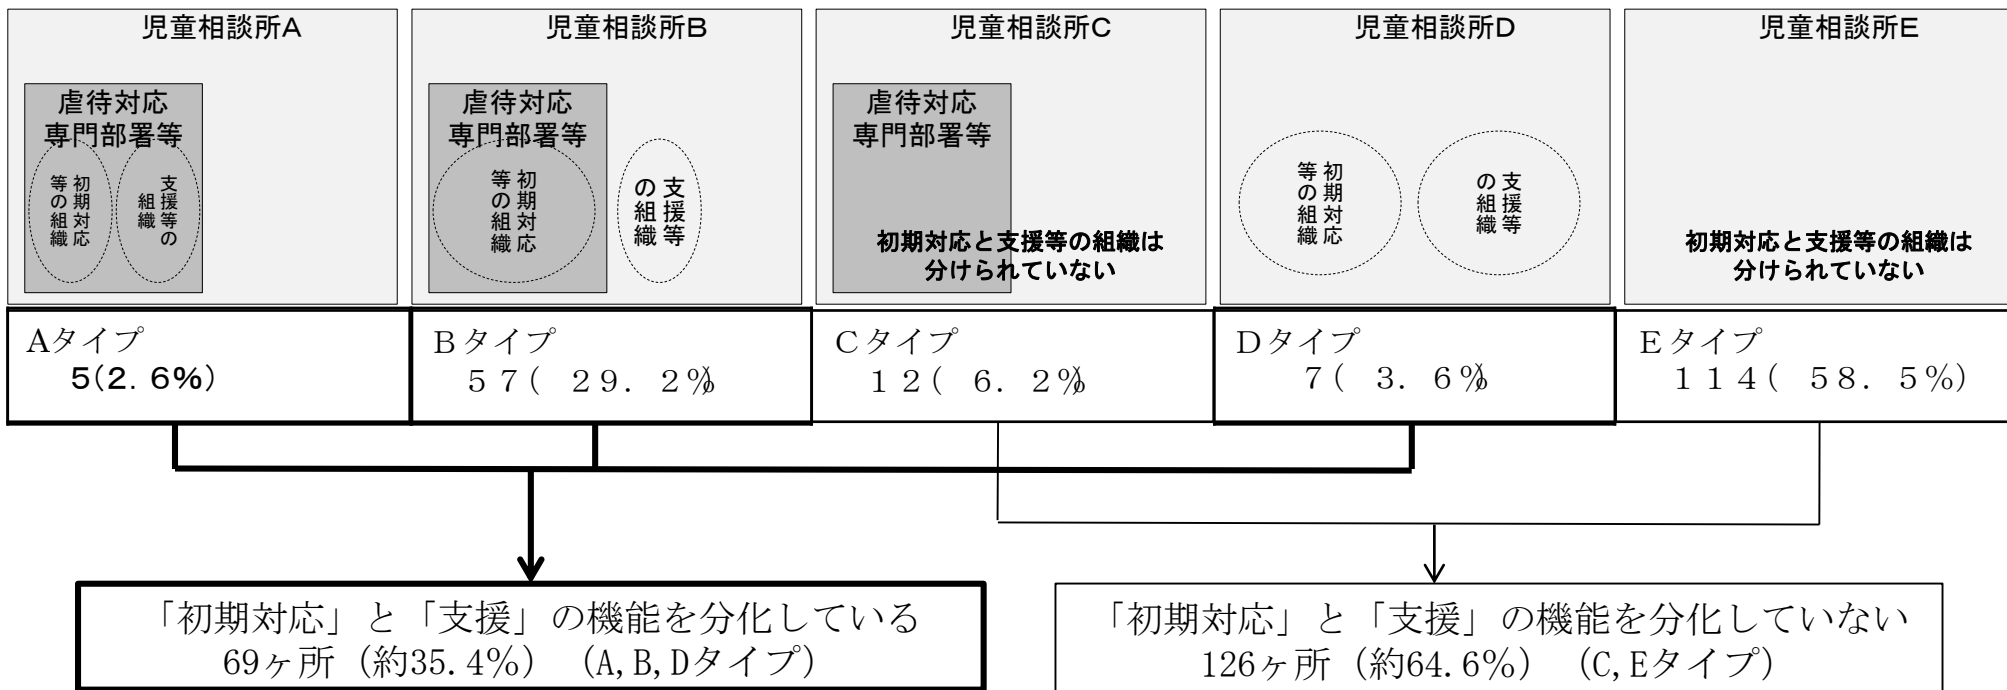 児童相談所A
虐待対応
専門部署等
初期対応
等の組織
支援等の
組織
児童相談所B
虐待対応
専門部署等
初期対応
等の組織
支援等
の組織
児童相談所C
虐待対応
専門部署等
初期対応と支援等の組織は
分けられていない
児童相談所D
初期対応
等の組織
支援等
の組織
児童相談所E
初期対応と支援等の組織は
分けられていない
Aタイプ
5(2.6%)
Bタイプ
57(29.2%)
Cタイプ
12(6.2%)
Dタイプ
7(3.6%)
Eタイプ
114(58.5%)
「初期対応」と「支援」の機能を分化している
69ヶ所(約35.4%)(A,B,Dタイプ)
「初期対応」と「支援」の機能を分化していない
126ヶ所(約64.6%)(C,Eタイプ)